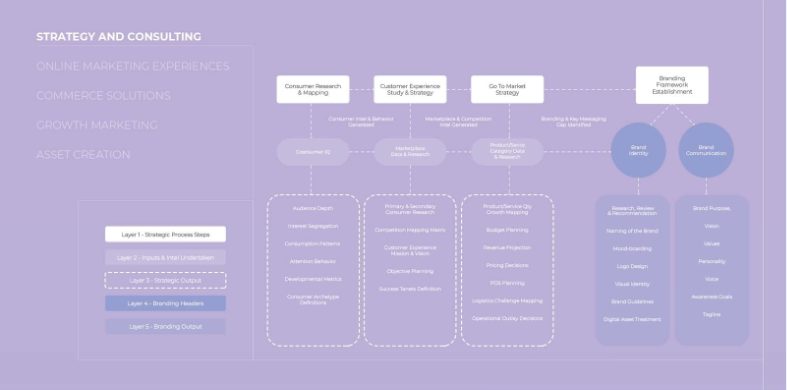 STRATEGY AND CONSULTING
ONLINE MARKETING EXPERIENCES
COMMERCE SOLUTIONS
GROWTH MARKETING
ASSET CREATION
Consumer Research
& Mapping
Customer Experience
Study & Strategy
Go To Market
Strategy
Branding
Framework
Establishment
Consumer Intel & Behavior
Generated
Marketplace & Competition
Intel Generated
Branding & Key Messaging
Gap Identified
Consumer IQ
Marketplace
Data & Research
Product/Service
Category Data
& Research
Brand
Identity
Brand
Communication
Audience Depth
Interest Segregation
Consumption Patterns
Attention Behavior
Developmental Metrics
Consumer Archetype
Definitions
Primary & Secondary
Consumer Research
Competition Mapping
Customer Experience
Mission & Vision
Objective Planning
Success Tenets Definition
Product/Service Qty
Growth Mapping
Budget Planning
Revenue Projection
Pricing Decisions
POS Planning
Logistics Challenge Mapping
Operational Outlay Decisions
Research, Review
& Recommendation
Naming of the Brand
Mood-boarding
Logo Design
Visual Identity
Brand Guidelines
Digital Asset Treatment
Brand Purpose,
Vision
Values
Personality
Voice
Awareness Goals
Tagline
Layer 1 - Strategic Process Steps
Layer 2 - Inputs & Intel Undertaken
Layer 3 - Strategic Output
Layer 4 - Branding Headers
Layer 5 - Branding Output